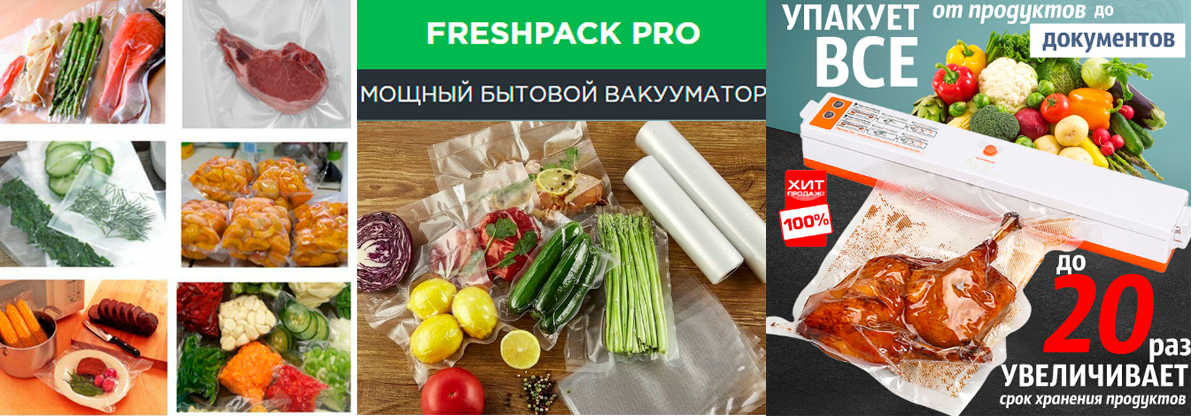 FRESHPACK PRO
МОЩНЫЙ БЫТОВОЙ ВАКУУМАТОР
УПАКУЕТ
ВСЕ
от продуктов до
документов
ХИТ
ПРОДАЖ!
100%
до
20 раз
УВЕЛИЧИВАЕТ
срок хранения продуктов